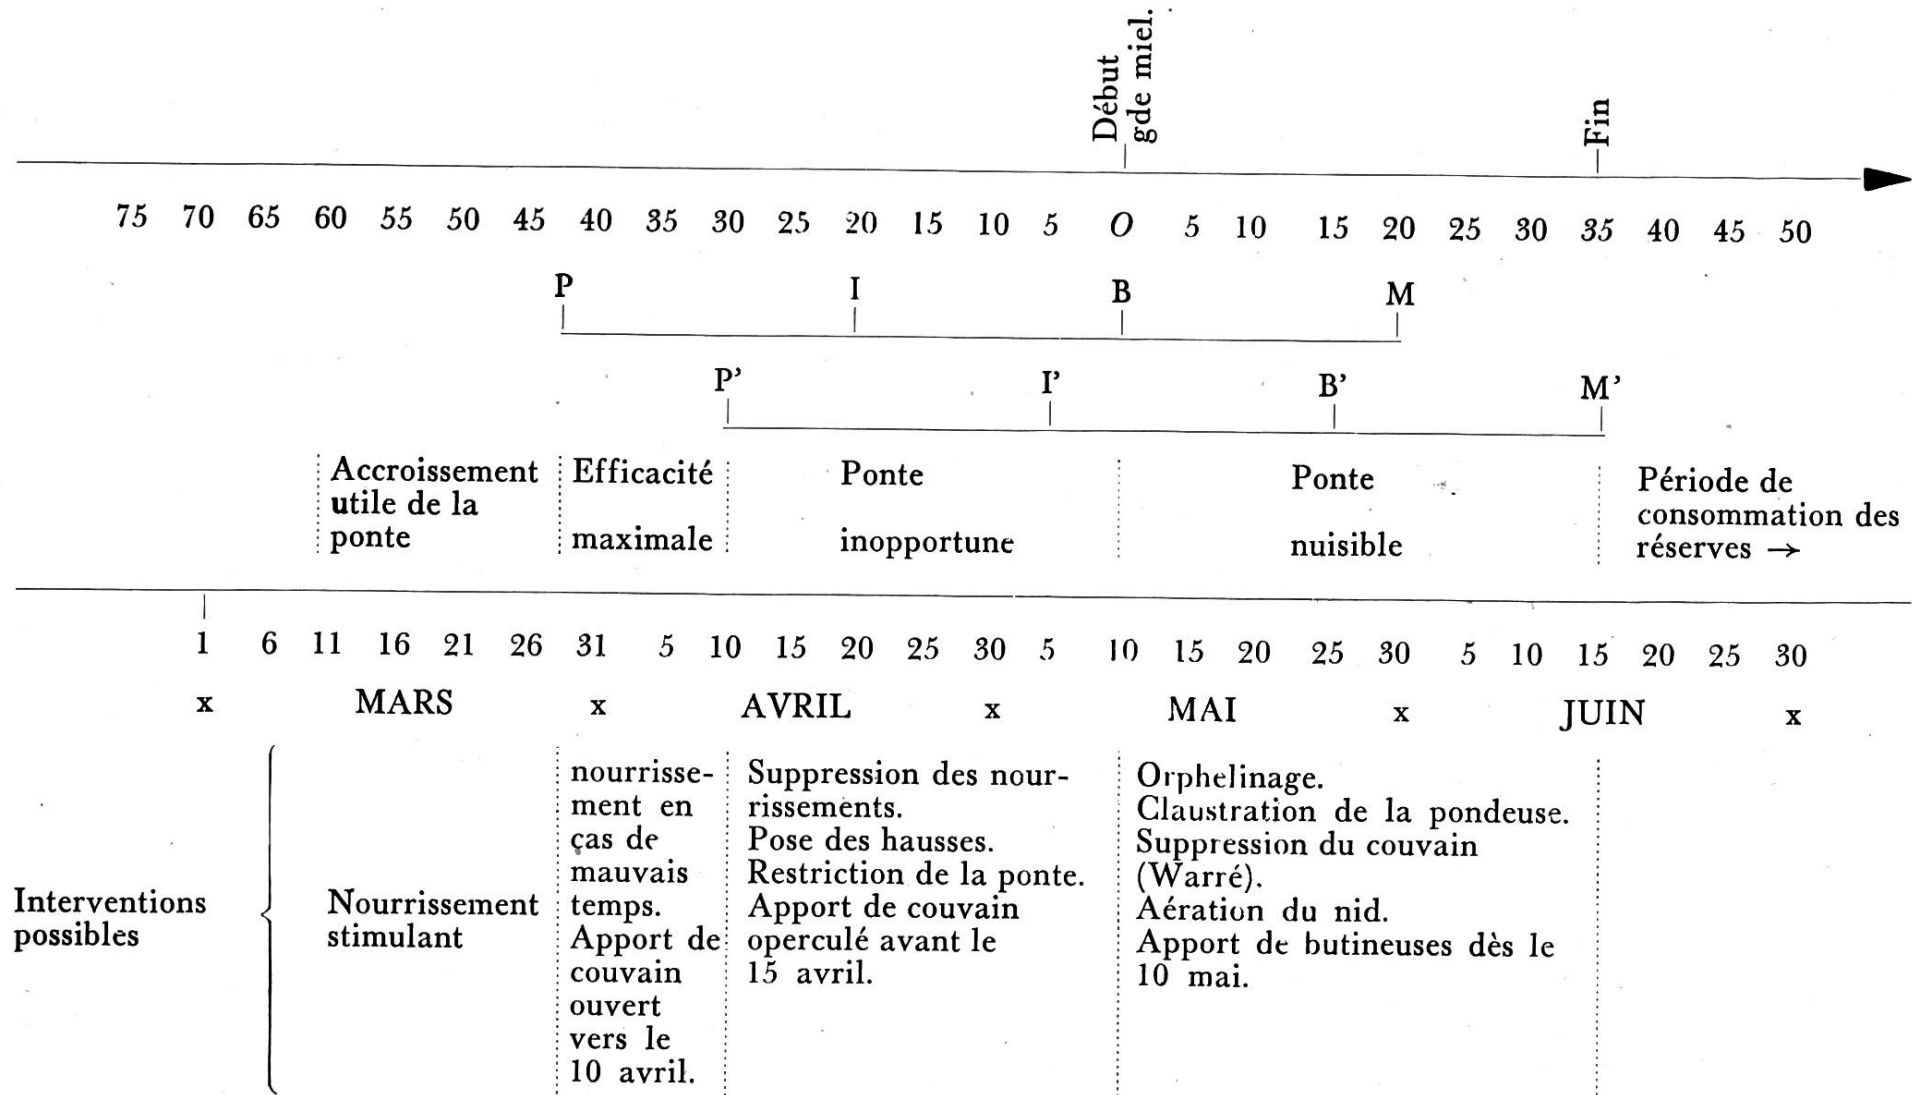 Début
gde miel.
Fin
75 70 65 60 55 50 45 40 35 30 25 20 15 10 5 O 5 10 15 20 25 30 35 40 45 50
P I B M
P’ I’ B’ M’
Accroissement
utile de la
ponte
Efficacité
maximale
Ponte
inopportune
Ponte
nuisible
Période de
consommation des
réserves →
1 6 11 16 21 26 31 5 10 15 20 25 30 5 10 15 20 25 30 5 10 15 20 25 30
x MARS x AVRIL x MAI x JUIN x
Interventions
possibles
Nourrissement
stimulant
nourrisse-
ment en
ças de
mauvais
temps.
Apport de
couvain
ouvert
vers le
10 avril.
Suppression des nour-
rissements.
Pose des hausses.
Restriction de la ponte.
Apport de couvain
operculé avant le
15 avril.
Orphelinage.
Claustration de la pondeuse.
Suppression du couvain
(Warré).
Aération du nid.
Apport de butineuses dès le
10 mai.